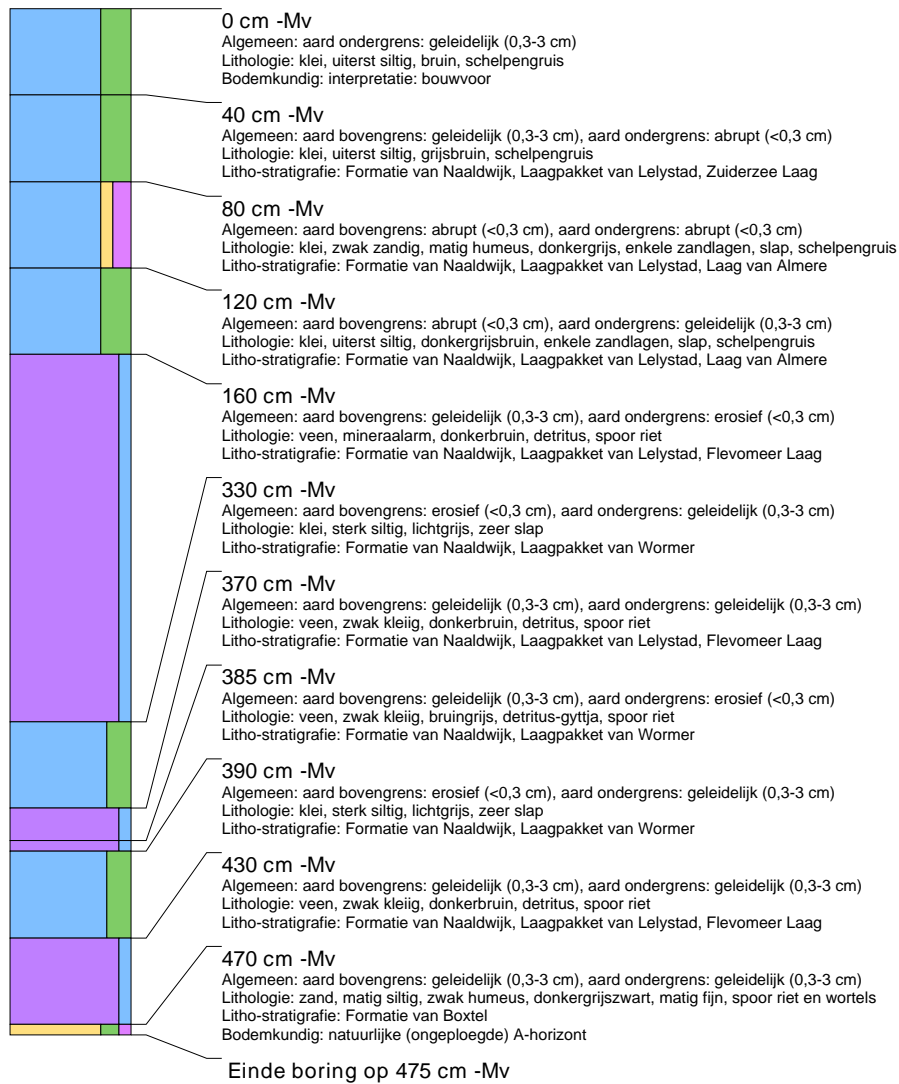 0 cm -Mv
Algemeen: aard ondergrens: geleidelijk (0,3-3 cm)
Lithologie: klei, uiterst siltig, bruin, schelpengruis
Bodemkundig: interpretatie: bouwvoor
40 cm -Mv
Algemeen: aard bovengrens: geleidelijk (0,3-3 cm), aard ondergrens: abrupt (<0,3 cm)
Lithologie: klei, uiterst siltig, grijsbruin, schelpengruis
Litho-stratigrafie: Formatie van Naaldwijk, Laagpakket van Lelystad, Zuiderzee Laag
80 cm -Mv
Algemeen: aard bovengrens: abrupt (<0,3 cm), aard ondergrens: abrupt (<0,3 cm)
Lithologie: klei, zwak zandig, matig humeus, donkergrijs, enkele zandlagen, slap, schelpengruis
Litho-stratigrafie: Formatie van Naaldwijk, Laagpakket van Lelystad, Laag van Almere
120 cm -Mv
Algemeen: aard bovengrens: abrupt (<0,3 cm), aard ondergrens: geleidelijk (0,3-3 cm)
Lithologie: klei, uiterst siltig, donkergrijsbruin, enkele zandlagen, slap, schelpengruis
Litho-stratigrafie: Formatie van Naaldwijk, Laagpakket van Lelystad, Laag van Almere
160 cm -Mv
Algemeen: aard bovengrens: geleidelijk (0,3-3 cm), aard ondergrens: erosief (<0,3 cm)
Lithologie: veen, mineraalarm, donkerbruin, detritus, spoor riet
Litho-stratigrafie: Formatie van Naaldwijk, Laagpakket van Lelystad, Flevomeer Laag
330 cm -Mv
Algemeen: aard bovengrens: erosief (<0,3 cm), aard ondergrens: geleidelijk (0,3-3 cm)
Lithologie: klei, sterk siltig, lichtgrijs, zeer slap
Litho-stratigrafie: Formatie van Naaldwijk, Laagpakket van Wormer
370 cm -Mv
Algemeen: aard bovengrens: geleidelijk (0,3-3 cm), aard ondergrens: geleidelijk (0,3-3 cm)
Lithologie: veen, zwak kleiig, donkerbruin, detritus, spoor riet
Litho-stratigrafie: Formatie van Naaldwijk, Laagpakket van Lelystad, Flevomeer Laag
385 cm -Mv
Algemeen: aard bovengrens: geleidelijk (0,3-3 cm), aard ondergrens: erosief (<0,3 cm)
Lithologie: veen, zwak kleiig, bruingrijs, detritus-gyttja, spoor riet
Litho-stratigrafie: Formatie van Naaldwijk, Laagpakket van Wormer
390 cm -Mv
Algemeen: aard bovengrens: erosief (<0,3 cm), aard ondergrens: geleidelijk (0,3-3 cm)
Lithologie: klei, sterk siltig, lichtgrijs, zeer slap
Litho-stratigrafie: Formatie van Naaldwijk, Laagpakket van Wormer
430 cm -Mv
Algemeen: aard bovengrens: geleidelijk (0,3-3 cm), aard ondergrens: geleidelijk (0,3-3 cm)
Lithologie: veen, zwak kleiig, donkerbruin, detritus, spoor riet
Litho-stratigrafie: Formatie van Naaldwijk, Laagpakket van Lelystad, Flevomeer Laag
470 cm -Mv
Algemeen: aard bovengrens: geleidelijk (0,3-3 cm), aard ondergrens: geleidelijk (0,3-3 cm)
Lithologie: zand, matig siltig, zwak humeus, donkergrijszwart, matig fijn, spoor riet en wortels
Litho-stratigrafie: Formatie van Boxtel
Bodemkundig: natuurlijke (ongeploegde) A-horizont
Einde boring op 475 cm -Mv